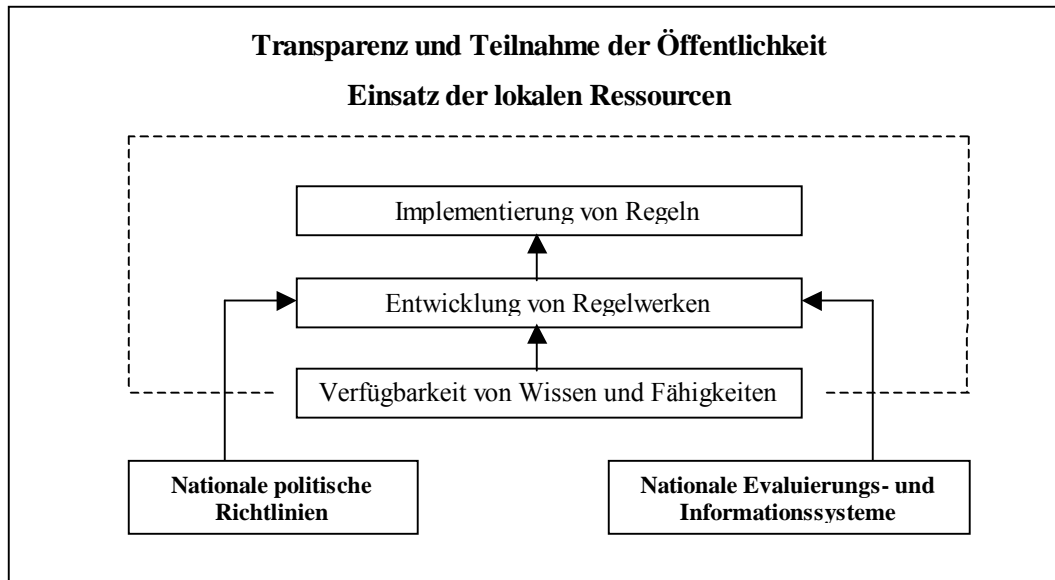 Transparenz und Teilnahme der Öffentlichkeit
Einsatz der lokalen Ressourcen
Implementierung von Regeln
Entwicklung von Regelwerken
Verfügbarkeit von Wissen und Fähigkeiten
Nationale politische
Richtlinien
Nationale Evaluierungs- und
Informationssysteme